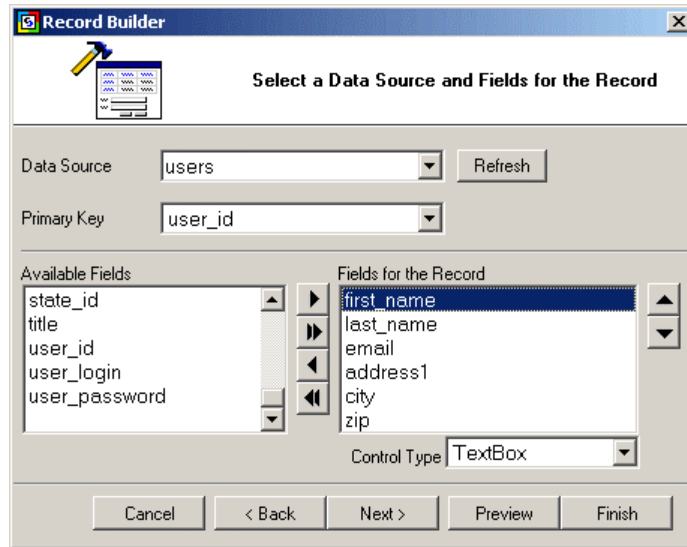 Record Builder
Select a Data Source and Fields for the Record
Data Source users Refresh
Primary Key user_id
Available Fields
state_id
title
user_id
user_login
user_password
Fields for the Record
first_name
last_name
email
address1
city
zip
Control Type TextBox
Cancel < Back Next > Preview Finish